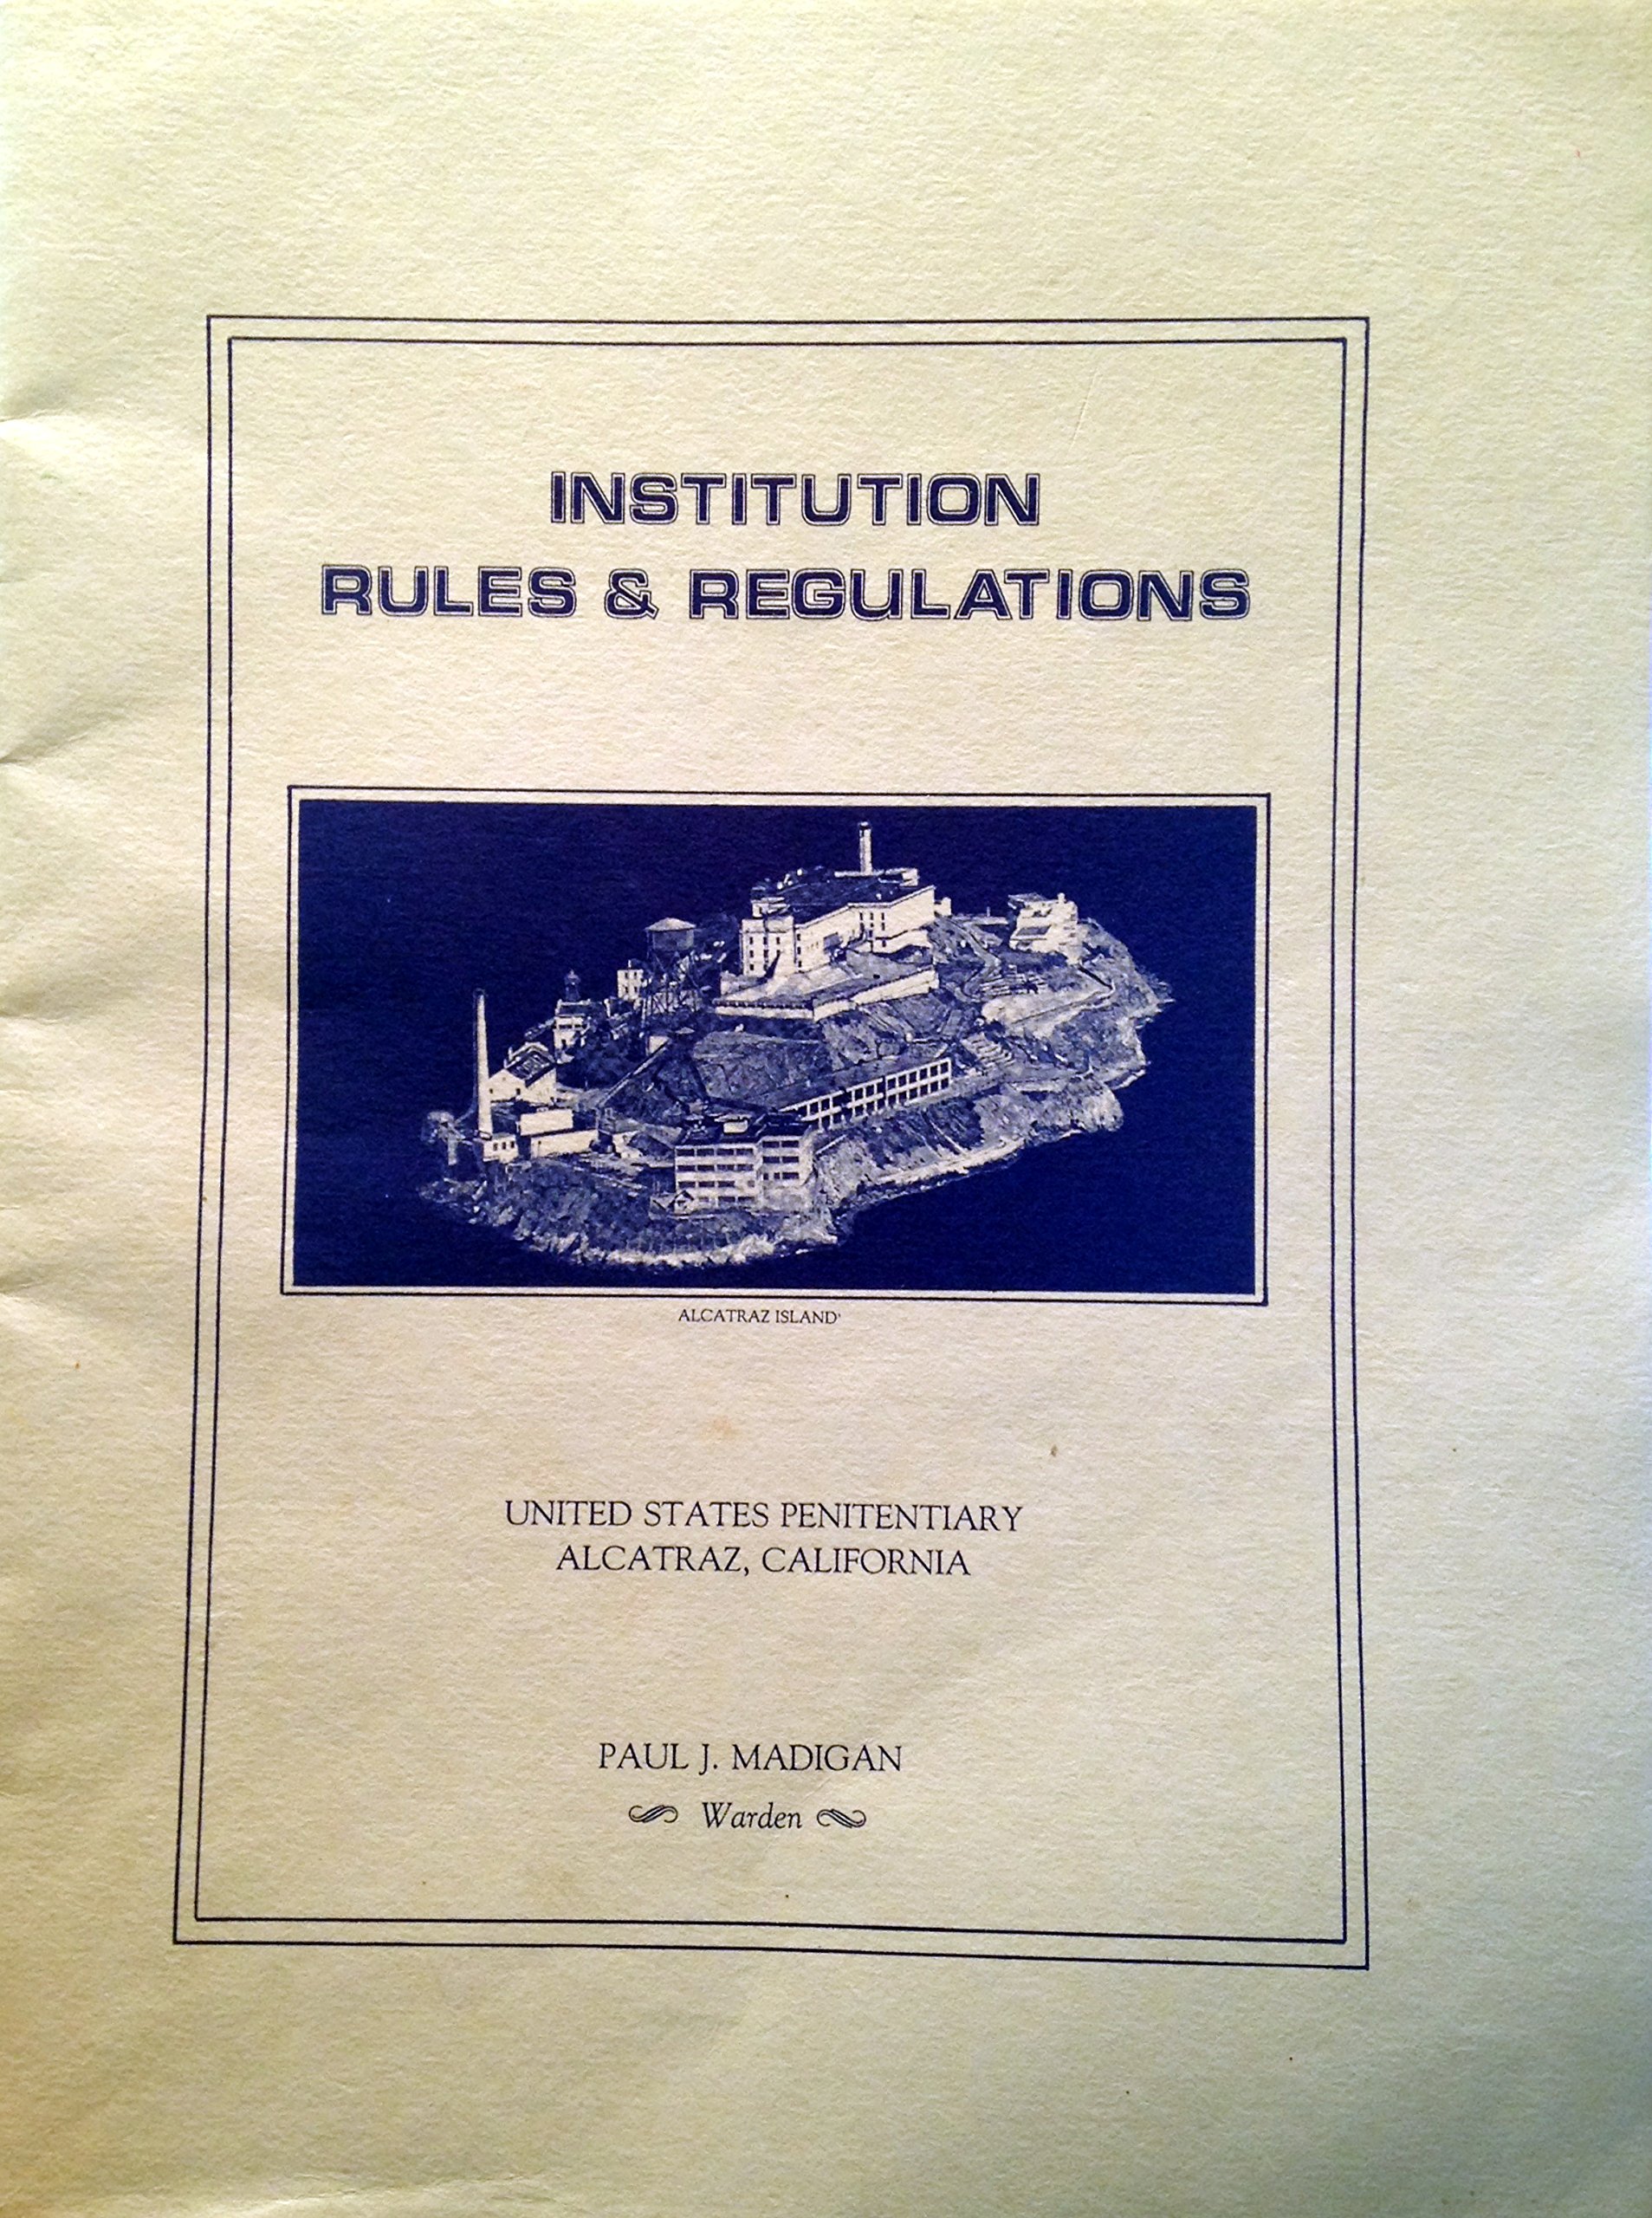 INSTITUTION
RULES & REGULATIONS
ALCATRAZ ISLAND
UNITED STATES PENITENTIARY
ALCATRAZ, CALIFORNIA
PAUL J. MADIGAN
Warden